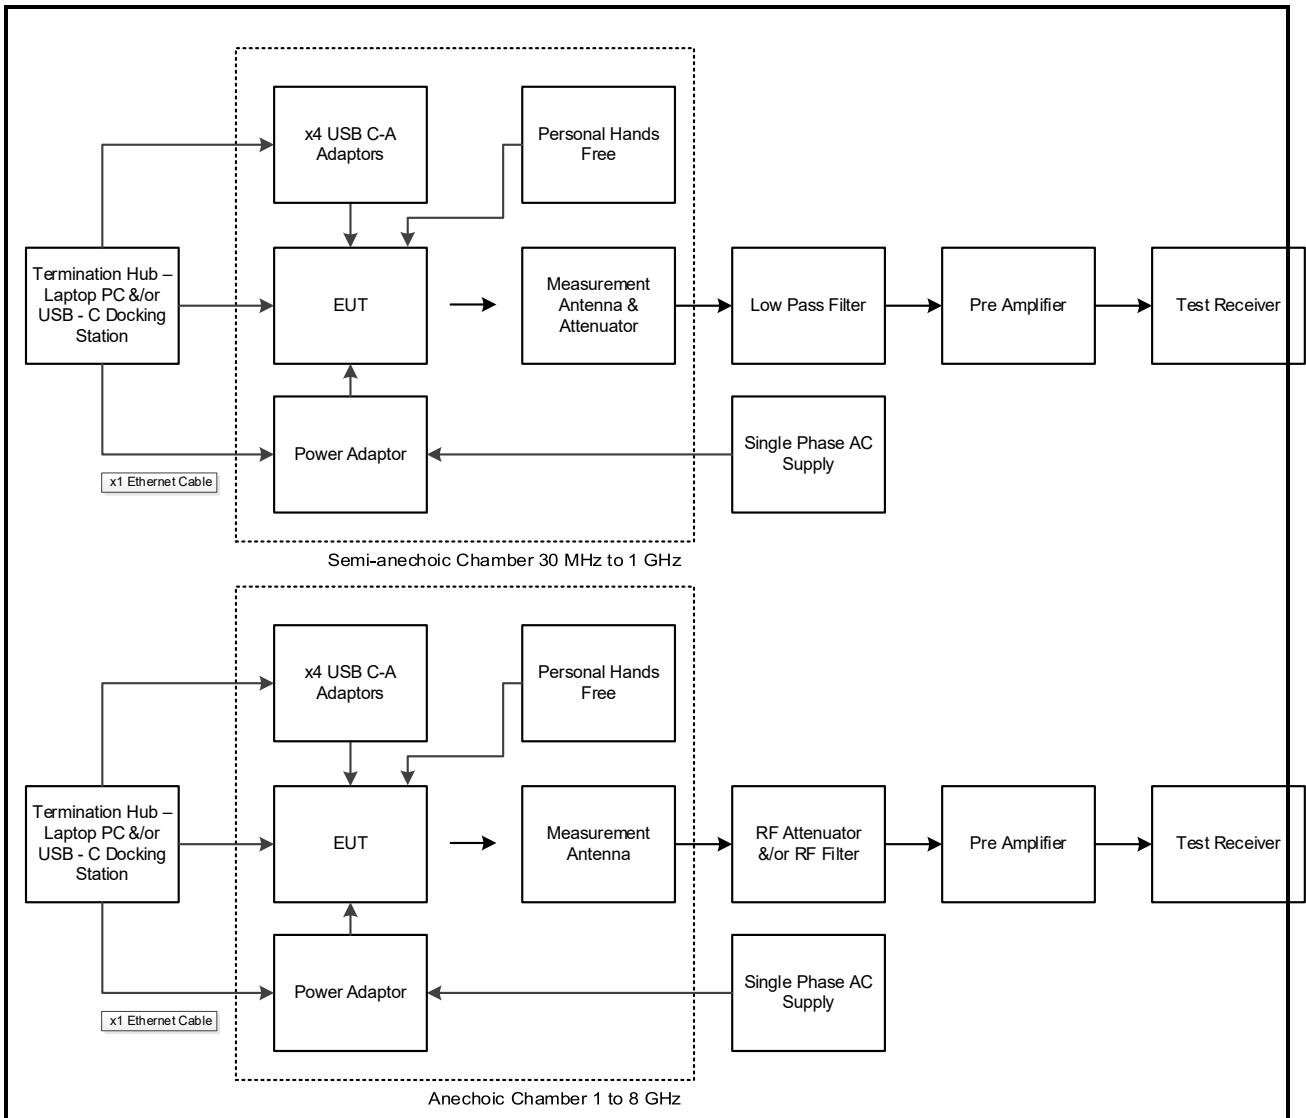 x4 USB C-A
Adaptors
Personal Hands
Free
Termination Hub –
Laptop PC &/or
USB - C Docking
Station
EUT
Measurement
Antenna &
Attenuator
Low Pass Filter
Pre Amplifier
Test Receiver
Power Adaptor
Single Phase AC
Supply
x1 Ethernet Cable
Semi-anechoic Chamber 30 MHz to 1 GHz
x4 USB C-A
Adaptors
Personal Hands
Free
Termination Hub –
Laptop PC &/or
USB - C Docking
Station
EUT
Measurement
Antenna
RF Attenuator
&/or RF Filter
Pre Amplifier
Test Receiver
Power Adaptor
Single Phase AC
Supply
x1 Ethernet Cable
Anechoic Chamber 1 to 8 GHz